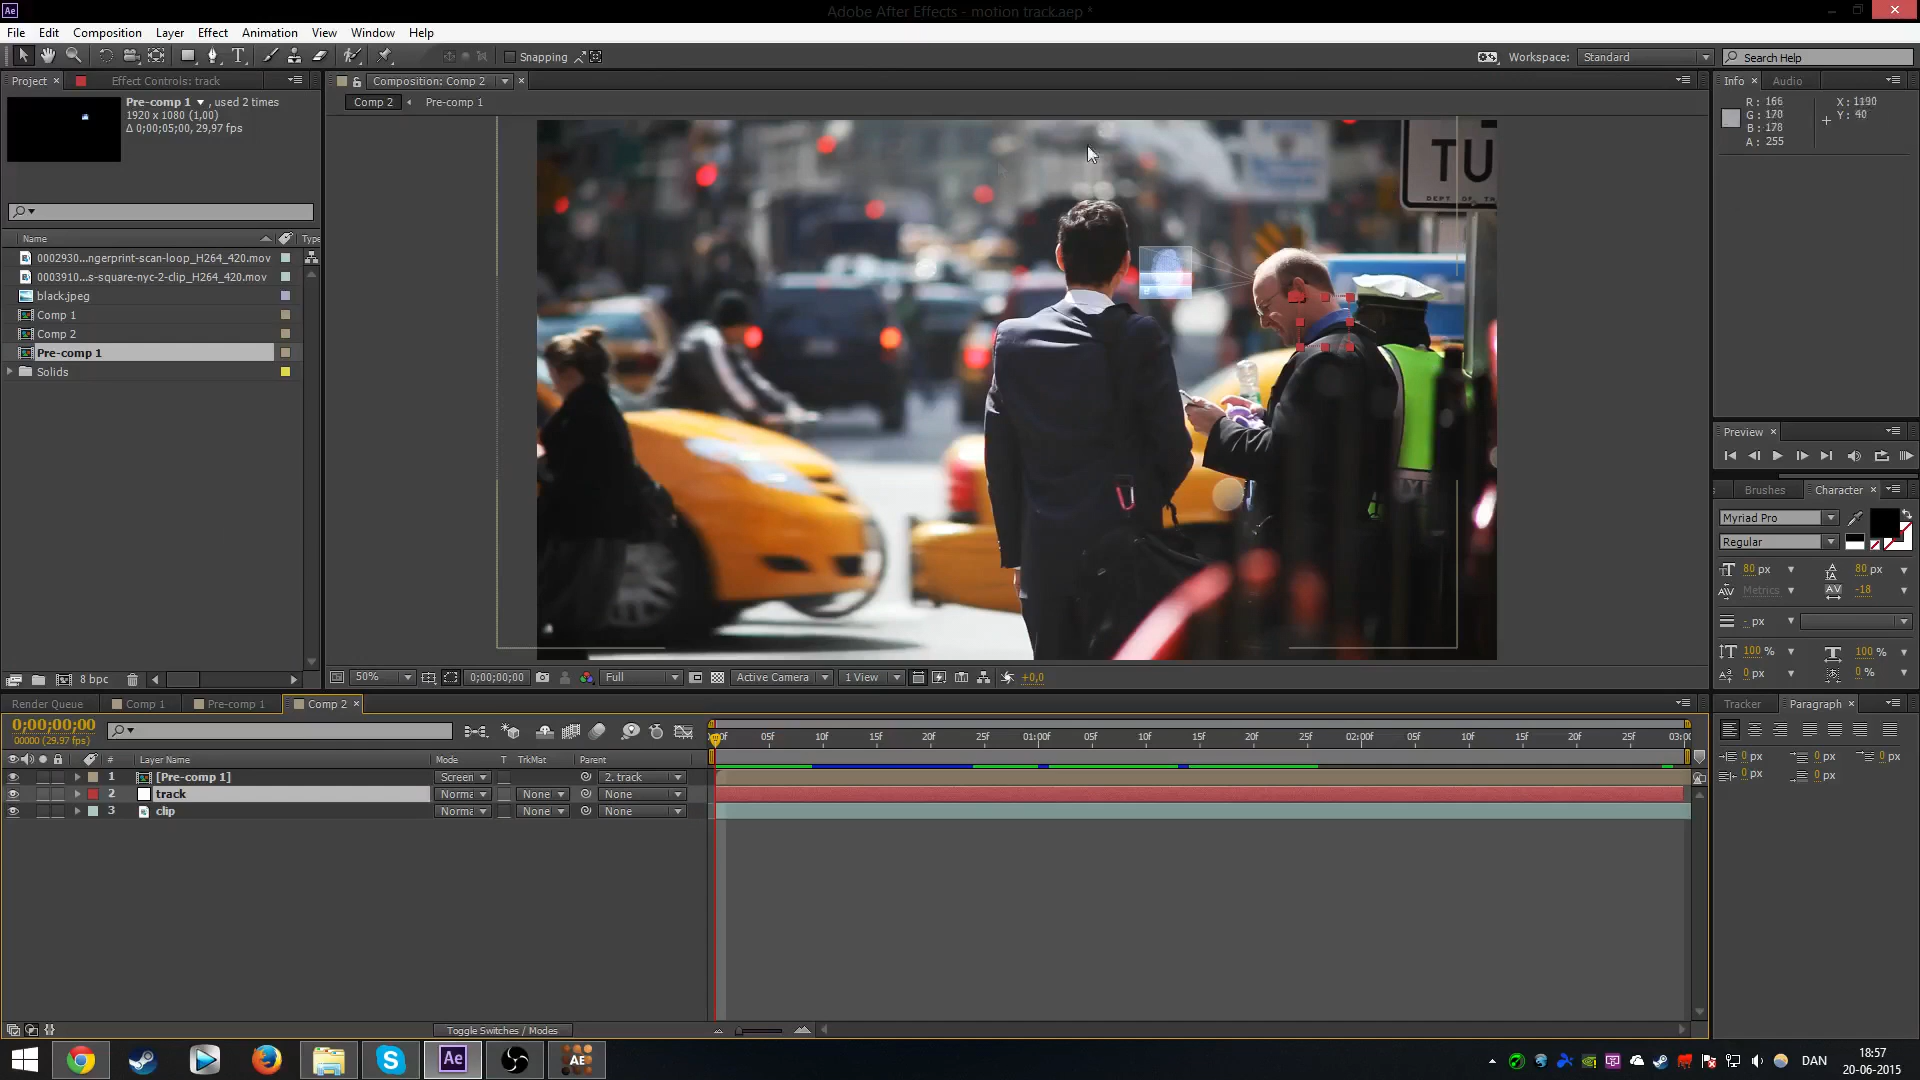 Ae
Adobe After Effects - motion track.aep *
File Edit Composition Layer Effect Animation View Window Help
T Snapping Workspace: Standard Search Help
Project Effect Controls: track
Composition: Comp 2
Info Audio
Comp 2 Pre-comp 1
Pre-comp 1 , used 2 times
1920 x 1080 (1,00)
Δ 0;00;05;00, 29,97 fps
R: 166 X: 1190
G: 170 Y: 40
B: 178
A: 255
TU
DEPT. OF
Name Type
0002930...ngerprint-scan-loop_H264_420.mov
0003910...s-square-nyc-2-clip_H264_420.mov
black.jpeg
Comp 1
Comp 2
Pre-comp 1
Solids
Preview
Brushes Character
Myriad Pro
Regular
80 px 80 px
Metrics -18
- px
100 % 100 %
0 px 0 %
8 bpc
50% 0;00;00;00 Full Active Camera 1 View +0,0
Render Queue Comp 1 Pre-comp 1 Comp 2
Tracker Paragraph
0;00;00;00
00000 (29.97 fps)
05f 10f 15f 20f 25f 01:00f 05f 10f 15f 20f 25f 02:00f 05f 10f 15f 20f 25f 03:00
0 px 0 px 0 px
0 px 0 px
# Layer Name Mode T TrkMat Parent
1 [Pre-comp 1] Screen 2. track
2 track Norma None None
3 clip Norma None None
Toggle Switches / Modes
Ae AE
DAN 18:57
20-06-2015